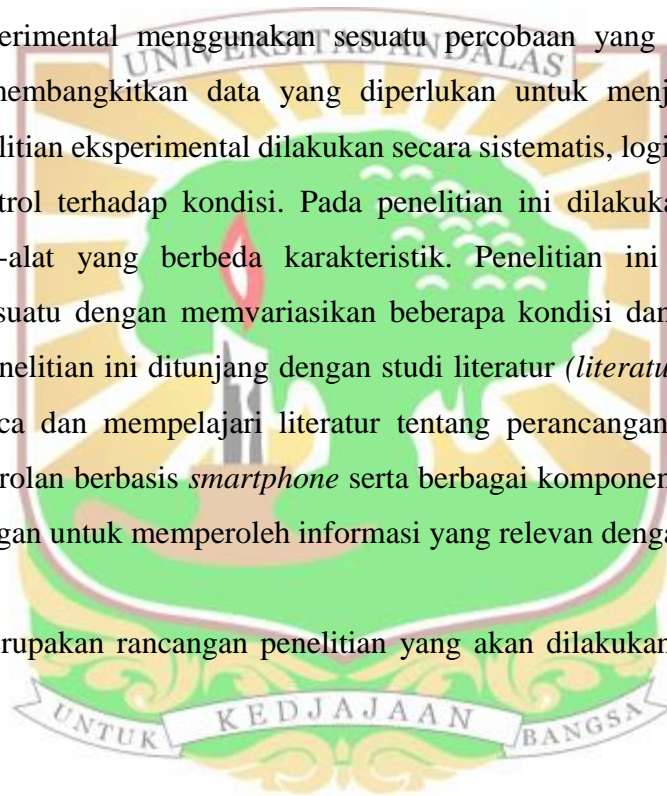 erimental menggunakan sesuatu percobaan yang
UNIVERSITAS ANDALAS
membangkitkan data yang diperlukan untuk menj
litian eksperimental dilakukan secara sistematis, logi
trol terhadap kondisi. Pada penelitian ini dilakuka
-alat yang berbeda karakteristik. Penelitian ini
suatu dengan memvariasikan beberapa kondisi dan
enelitian ini ditunjang dengan studi literatur (literatu
ca dan mempelajari literatur tentang perancangan
rolan berbasis smartphone serta berbagai komponen
gan untuk memperoleh informasi yang relevan denga
erupakan rancangan penelitian yang akan dilakukan
UNTUK KEDJAJAAN BANGSA